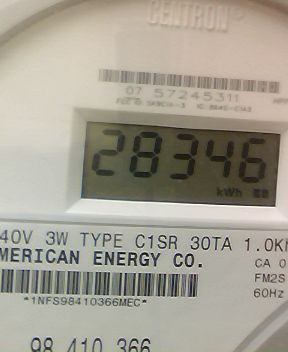 CENTRON®
07 57245311
28346
kWh
40V 3W TYPE C1SR 30TA 1.0K
MERICAN ENERGY CO.
CA 0
FM2S
60Hz
*1NFS98410366MEC*
98 410 366